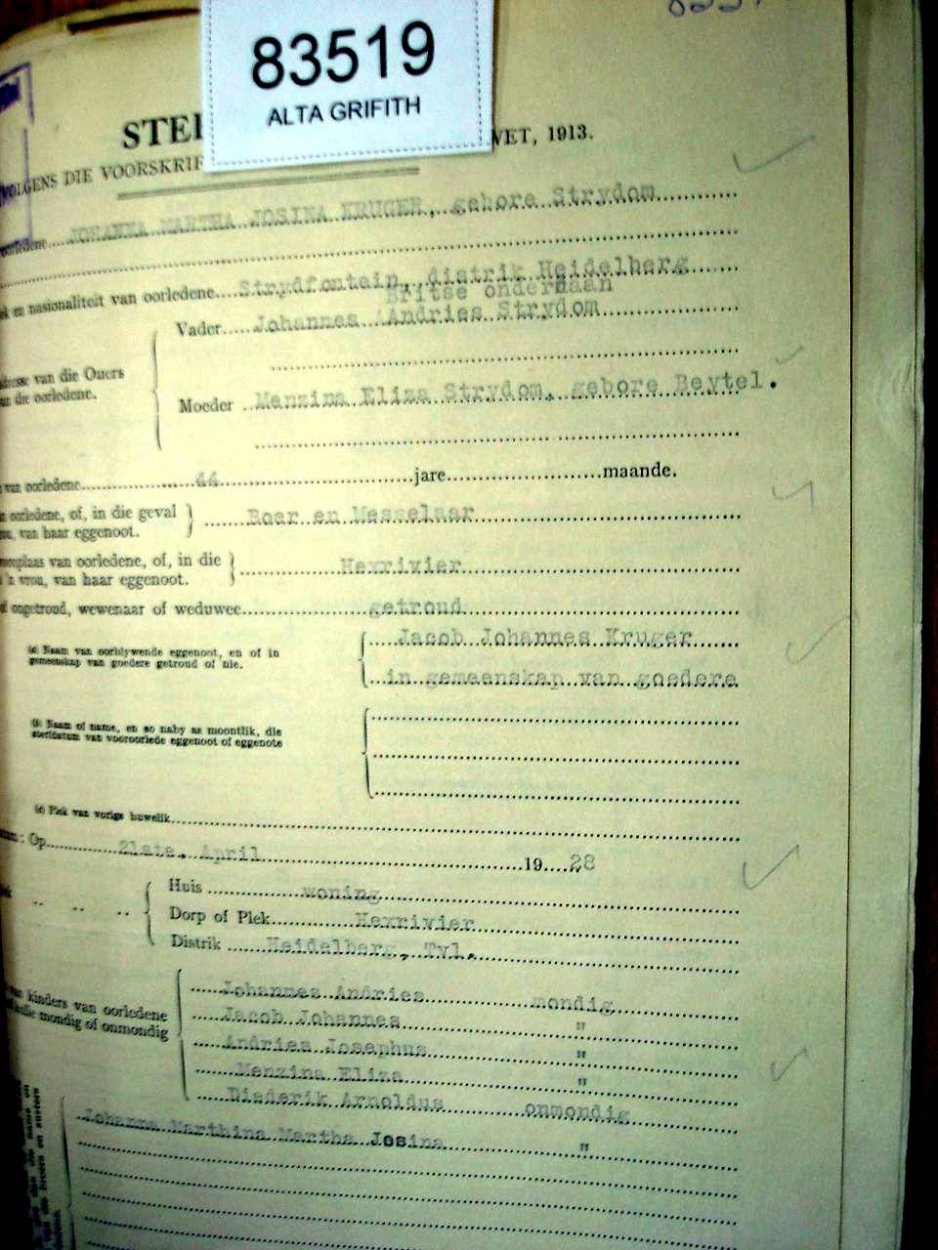 83519
ALTA GRIFITH
STE
WET, 1913.
VOLGENS DIE VOORSKRIF
JOHANNA MARTHA JOSINA KRUGER, gebore Strydom
en nasionaliteit van oorledene....Strydfontein, distrik Heidelberg
Britse onderdaan
Vader.....Johannes Andries Strydom
van die Ouers
die oorledene.
Moeder ..Menzina Eliza Strydom, gebore Beytel.
van oorledene..................44......................jare......................maande.
oorledene, of, in die geval
van haar eggenoot.
Boer en Messelaar
van oorledene, of, in die
'n vrou, van haar eggenoot.
Hexrivier
ongetroud, wewenaar of weduwee..................getroud
(a) Naam van oorblywende eggenoot, en of in
gemeenskap van goedere getroud of nie.
Jacob Johannes Kruger
in gemeenskap van goedere
(b) Naam of name, en so naby as moontlik, die
sterfdatum van vooroorlede eggenoot of eggenote
(c) Plek van vorige huwelik
Op..........21ste. April..........19....28
Huis ............woning
Dorp of Plek............Hexrivier
Distrik .....Heidelberg, Tvl.
van kinders van oorledene
mondig of onmondig
Johannes Andries mondig
Jacob Johannes "
Andries Josephus "
Menzina Eliza "
Diederik Arnoldus onmondig
Johanna Marthina Martha Josina "